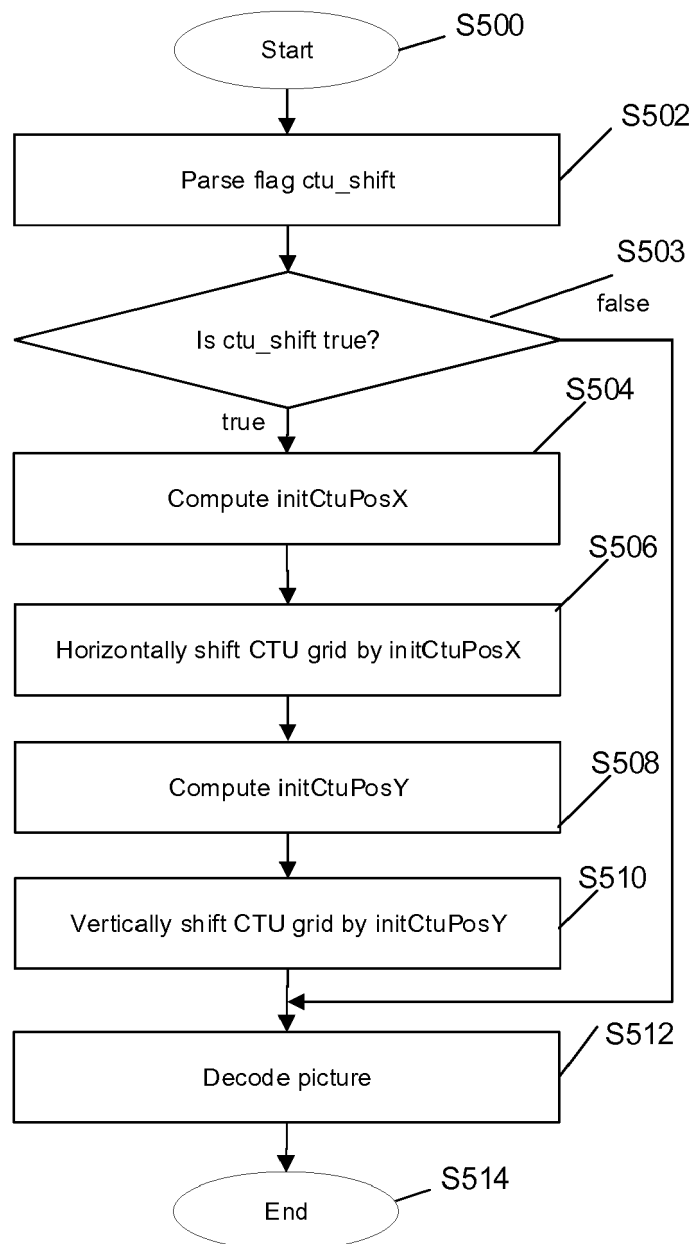 Start
S500
S502
Parse flag ctu_shift
S503
false
Is ctu_shift true?
true
S504
Compute initCtuPosX
S506
Horizontally shift CTU grid by initCtuPosX
S508
Compute initCtuPosY
S510
Vertically shift CTU grid by initCtuPosY
S512
Decode picture
S514
End